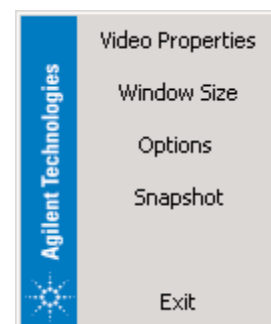 Agilent Technologies
Video Properties
Window Size
Options
Snapshot
Exit